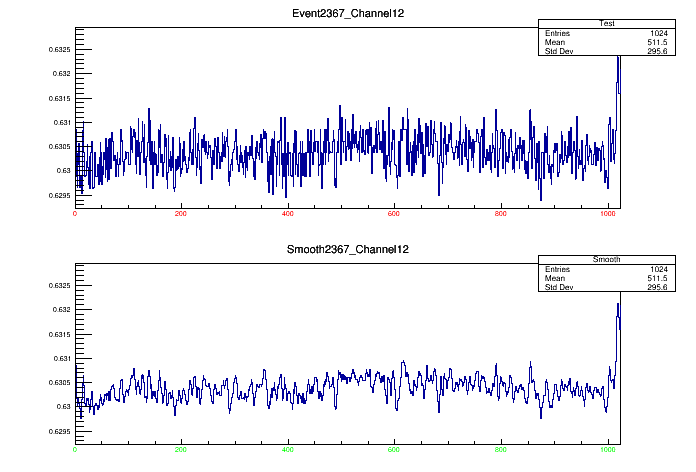 Event2367_Channel12
Test
Entries 1024
Mean 511.5
Std Dev 295.6
0.6325
0.632
0.6315
0.631
0.6305
0.63
0.6295
0 200 400 600 800 1000
Smooth2367_Channel12
Smooth
Entries 1024
Mean 511.5
Std Dev 295.6
0.6325
0.632
0.6315
0.631
0.6305
0.63
0.6295
0 200 400 600 800 1000